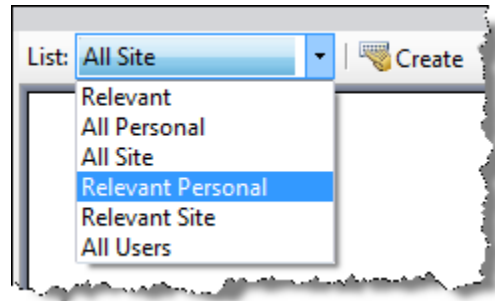 List: All Site Create
Relevant
All Personal
All Site
Relevant Personal
Relevant Site
All Users